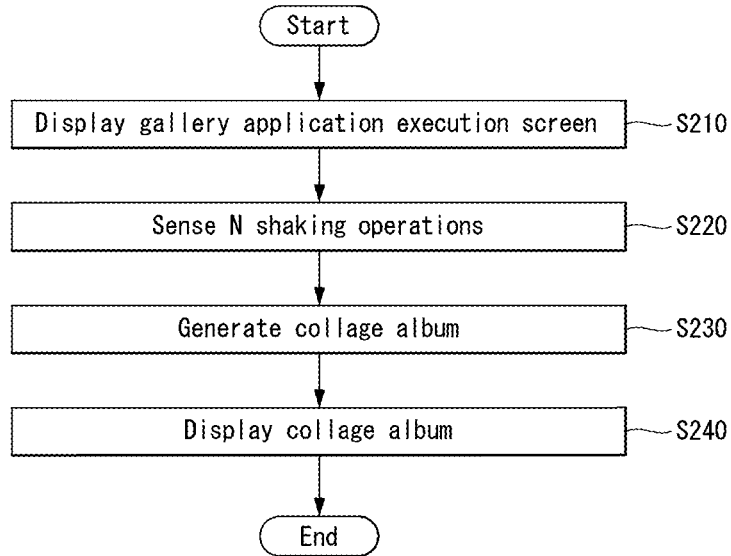 Start
Display gallery application execution screen
S210
Sense N shaking operations
S220
Generate collage album
S230
Display collage album
S240
End